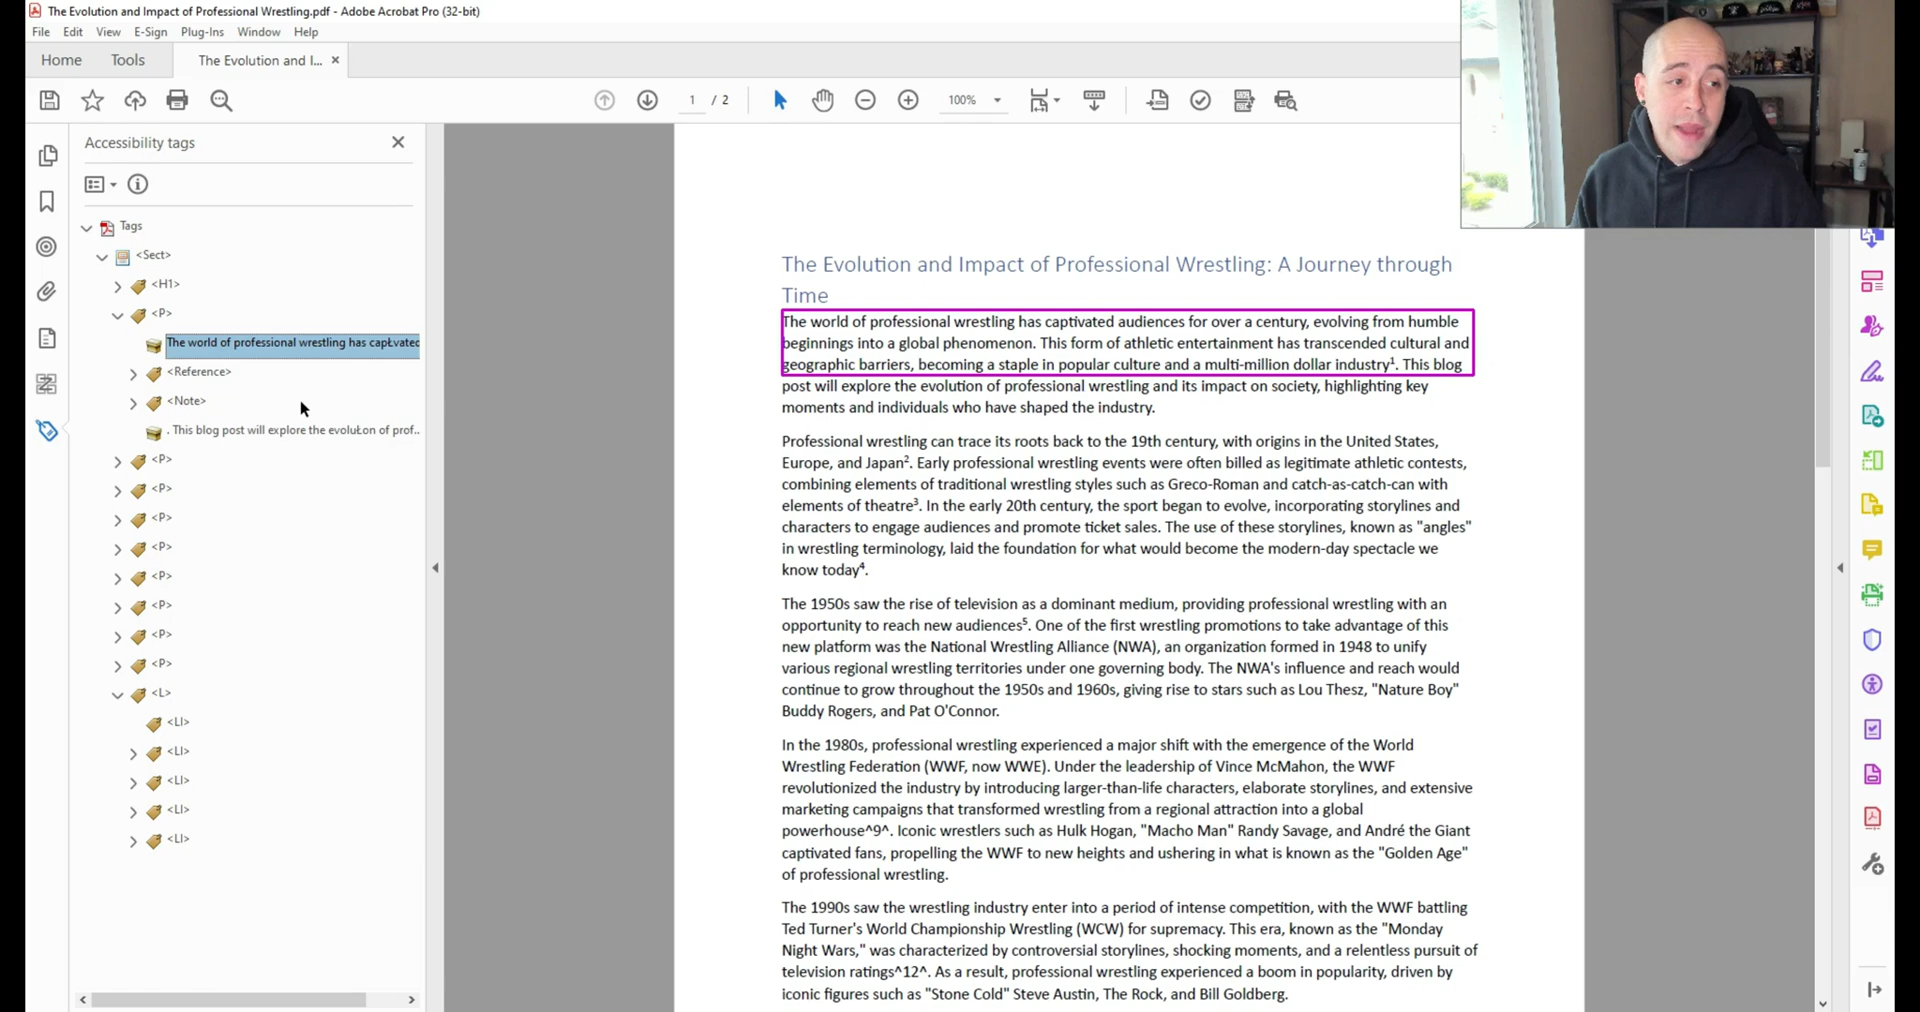 The Evolution and Impact of Professional Wrestling.pdf - Adobe Acrobat Pro (32-bit)
File Edit View E-Sign Plug-Ins Window Help
Home Tools The Evolution and I... ×
1 / 2 100%
Accessibility tags
Tags
<Sect>
<H1>
<P>
The world of professional wrestling has capƚvated
<Reference>
<Note>
. This blog post will explore the evoluƚon of prof...
<P>
<P>
<P>
<P>
<P>
<P>
<P>
<P>
<L>
<LI>
<LI>
<LI>
<LI>
<LI>
The Evolution and Impact of Professional Wrestling: A Journey through
Time
The world of professional wrestling has captivated audiences for over a century, evolving from humble
beginnings into a global phenomenon. This form of athletic entertainment has transcended cultural and
geographic barriers, becoming a staple in popular culture and a multi-million dollar industry¹. This blog
post will explore the evolution of professional wrestling and its impact on society, highlighting key
moments and individuals who have shaped the industry.
Professional wrestling can trace its roots back to the 19th century, with origins in the United States,
Europe, and Japan². Early professional wrestling events were often billed as legitimate athletic contests,
combining elements of traditional wrestling styles such as Greco-Roman and catch-as-catch-can with
elements of theatre³. In the early 20th century, the sport began to evolve, incorporating storylines and
characters to engage audiences and promote ticket sales. The use of these storylines, known as "angles"
in wrestling terminology, laid the foundation for what would become the modern-day spectacle we
know today⁴.
The 1950s saw the rise of television as a dominant medium, providing professional wrestling with an
opportunity to reach new audiences⁵. One of the first wrestling promotions to take advantage of this
new platform was the National Wrestling Alliance (NWA), an organization formed in 1948 to unify
various regional wrestling territories under one governing body. The NWA's influence and reach would
continue to grow throughout the 1950s and 1960s, giving rise to stars such as Lou Thesz, "Nature Boy"
Buddy Rogers, and Pat O'Connor.
In the 1980s, professional wrestling experienced a major shift with the emergence of the World
Wrestling Federation (WWF, now WWE). Under the leadership of Vince McMahon, the WWF
revolutionized the industry by introducing larger-than-life characters, elaborate storylines, and extensive
marketing campaigns that transformed wrestling from a regional attraction into a global
powerhouse^9^. Iconic wrestlers such as Hulk Hogan, "Macho Man" Randy Savage, and André the Giant
captivated fans, propelling the WWF to new heights and ushering in what is known as the "Golden Age"
of professional wrestling.
The 1990s saw the wrestling industry enter into a period of intense competition, with the WWF battling
Ted Turner's World Championship Wrestling (WCW) for supremacy. This era, known as the "Monday
Night Wars," was characterized by controversial storylines, shocking moments, and a relentless pursuit of
television ratings^12^. As a result, professional wrestling experienced a boom in popularity, driven by
iconic figures such as "Stone Cold" Steve Austin, The Rock, and Bill Goldberg.